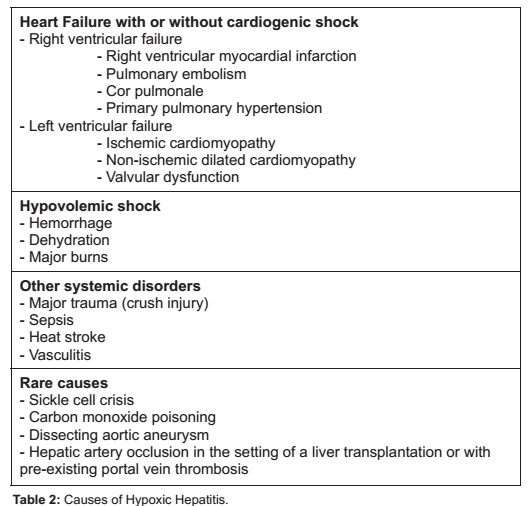 Heart Failure with or without cardiogenic shock
- Right ventricular failure
- Right ventricular myocardial infarction
- Pulmonary embolism
- Cor pulmonale
- Primary pulmonary hypertension
- Left ventricular failure
- Ischemic cardiomyopathy
- Non-ischemic dilated cardiomyopathy
- Valvular dysfunction
Hypovolemic shock
- Hemorrhage
- Dehydration
- Major burns
Other systemic disorders
- Major trauma (crush injury)
- Sepsis
- Heat stroke
- Vasculitis
Rare causes
- Sickle cell crisis
- Carbon monoxide poisoning
- Dissecting aortic aneurysm
- Hepatic artery occlusion in the setting of a liver transplantation or with
pre-existing portal vein thrombosis
Table 2: Causes of Hypoxic Hepatitis.